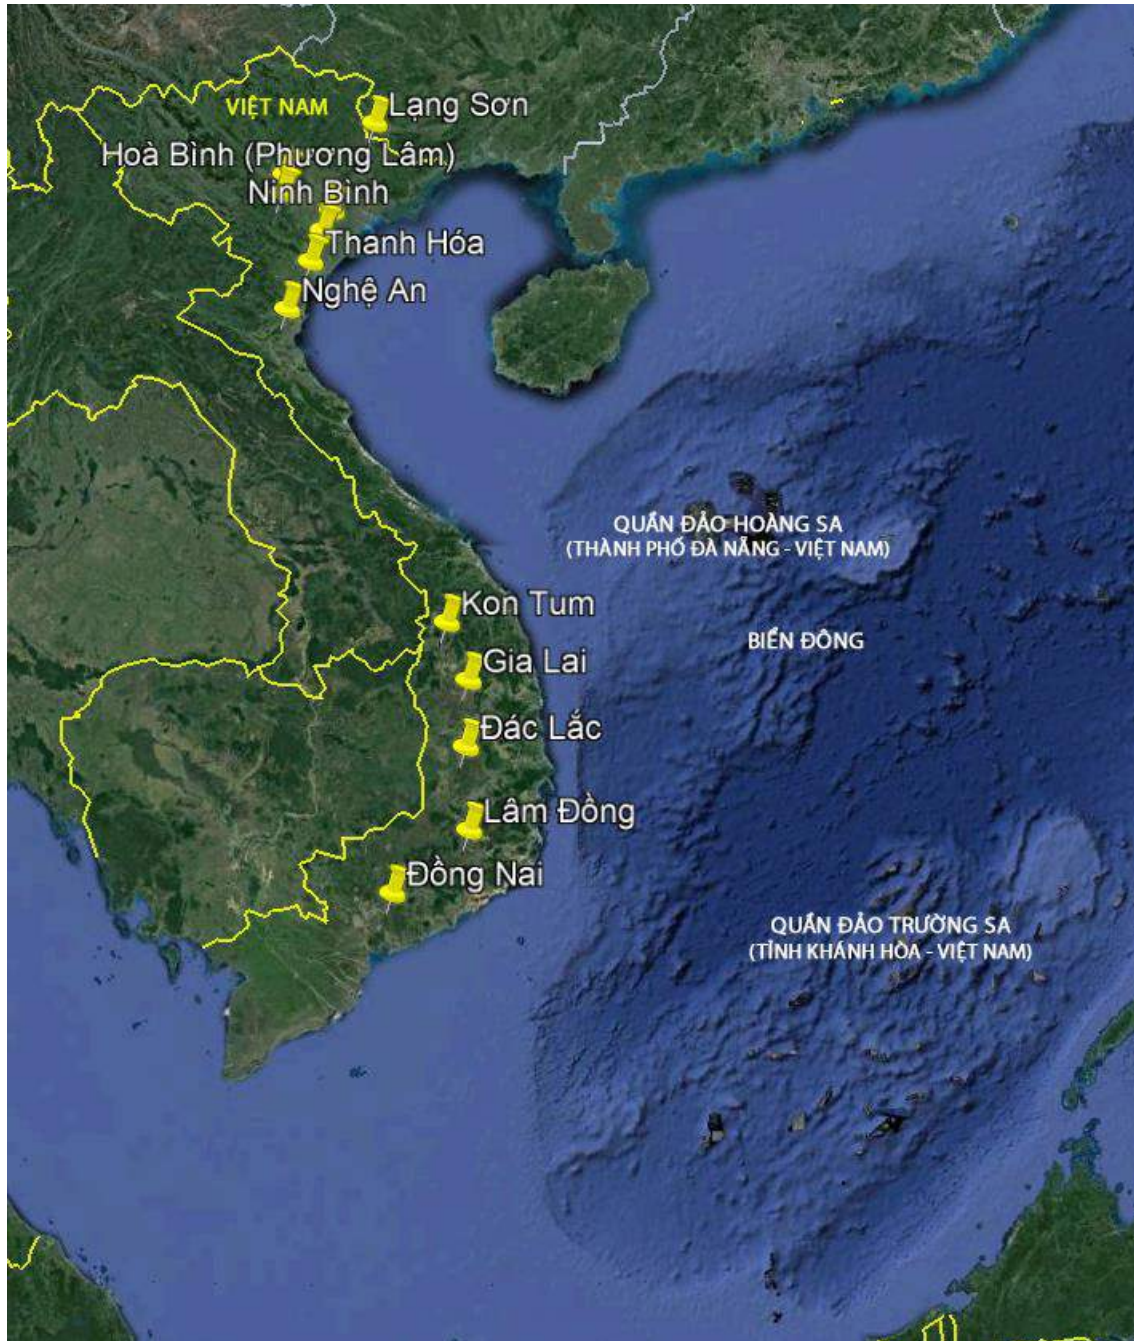 Lạng Sơn
VIỆT NAM
Hoà Bình (Phương Lâm)
Ninh Bình
Thanh Hóa
Nghệ An
QUẦN ĐẢO HOÀNG SA
(THÀNH PHỐ ĐÀ NẴNG - VIỆT NAM)
Kon Tum
BIỂN ĐÔNG
Gia Lai
Đác Lắc
Lâm Đồng
Đồng Nai
QUẦN ĐẢO TRƯỜNG SA
(TỈNH KHÁNH HÒA - VIỆT NAM)